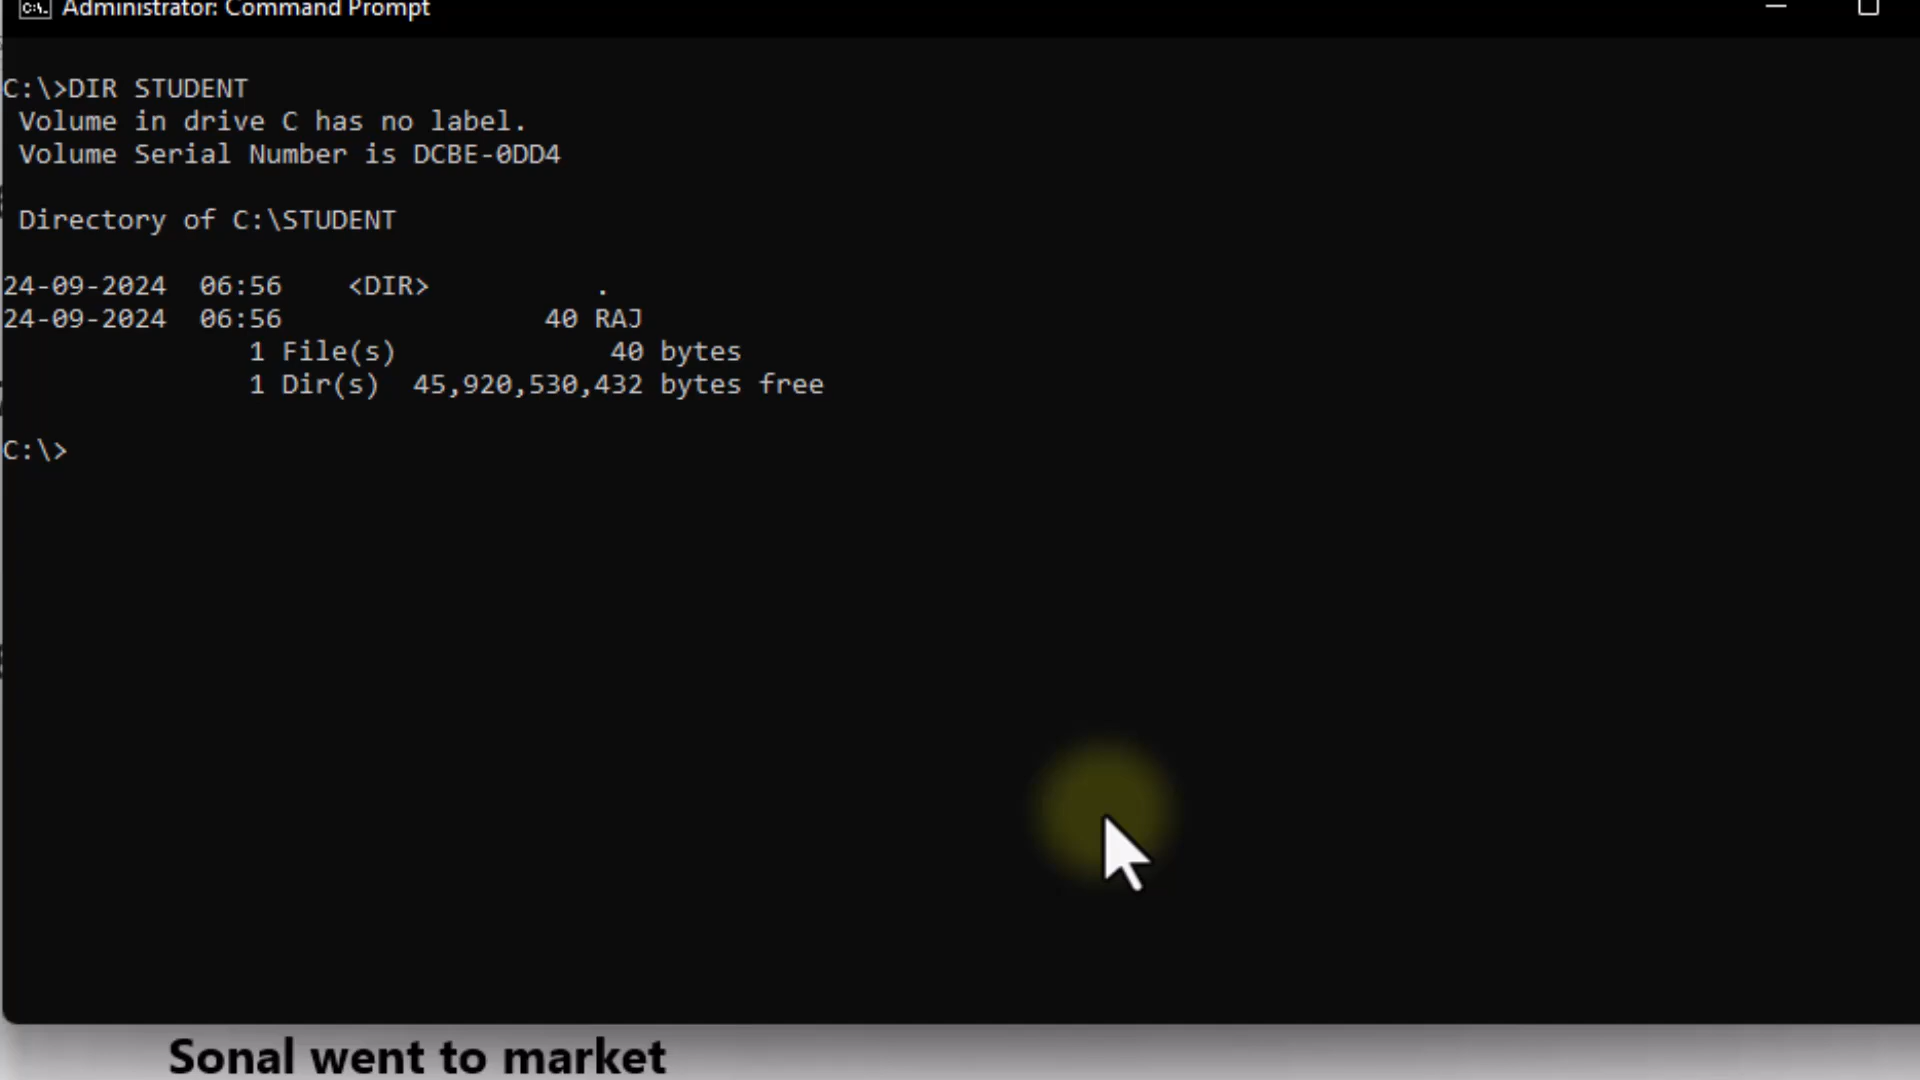 Administrator: Command Prompt
C:\>DIR STUDENT
Volume in drive C has no label.
Volume Serial Number is DCBE-0DD4
Directory of C:\STUDENT
24-09-2024  06:56    <DIR>          .
24-09-2024  06:56                40 RAJ
1 File(s)             40 bytes
1 Dir(s)  45,920,530,432 bytes free
C:\>
Sonal went to market